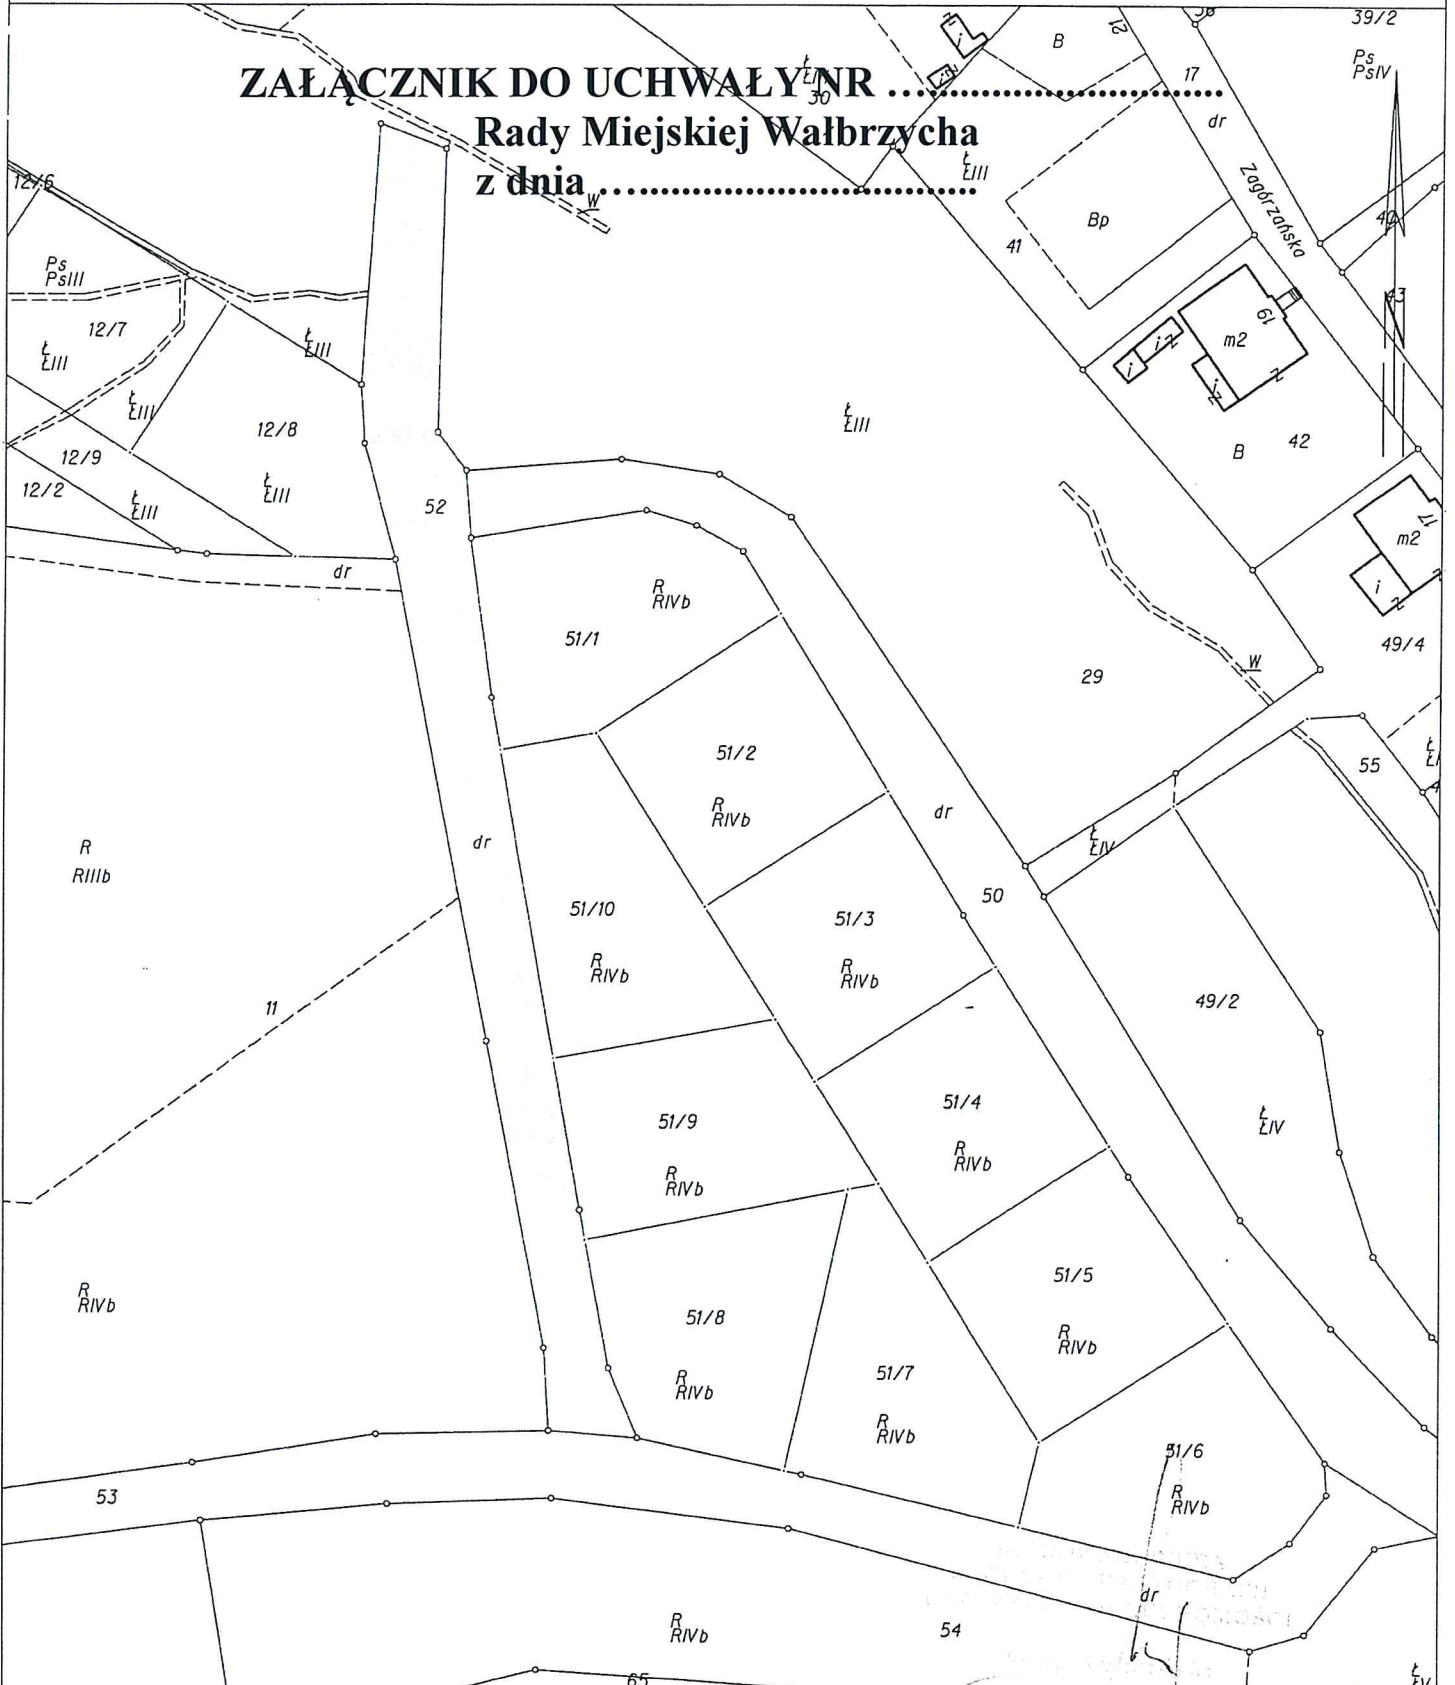 ZAŁĄCZNIK DO UCHWAŁY NR ................................
Rady Miejskiej Wałbrzycha
z dnia ....................................
39/2
Ps
PsIV
B
21
17
dr
30
Ł
ŁIII
Zagórzańska
12/6
W
Bp
40
41
43
Ps
PsIII
12/7
Ł
ŁIII
Ł
ŁIII
Ł
ŁIII
m2
19
i
i
i
12/8
Ł
ŁIII
Ł
ŁIII
B
42
12/9
12/2
Ł
ŁIII
52
dr
17
m2
i
R
RIVb
51/1
49/4
W
29
51/2
R
RIVb
55
dr
dr
Ł
ŁIV
R
RIIIb
50
51/10
51/3
R
RIVb
R
RIVb
11
49/2
51/9
51/4
Ł
ŁIV
R
RIVb
R
RIVb
R
RIVb
51/5
51/8
R
RIVb
51/7
R
RIVb
R
RIVb
51/6
R
RIVb
53
dr
R
RIVb
54
65